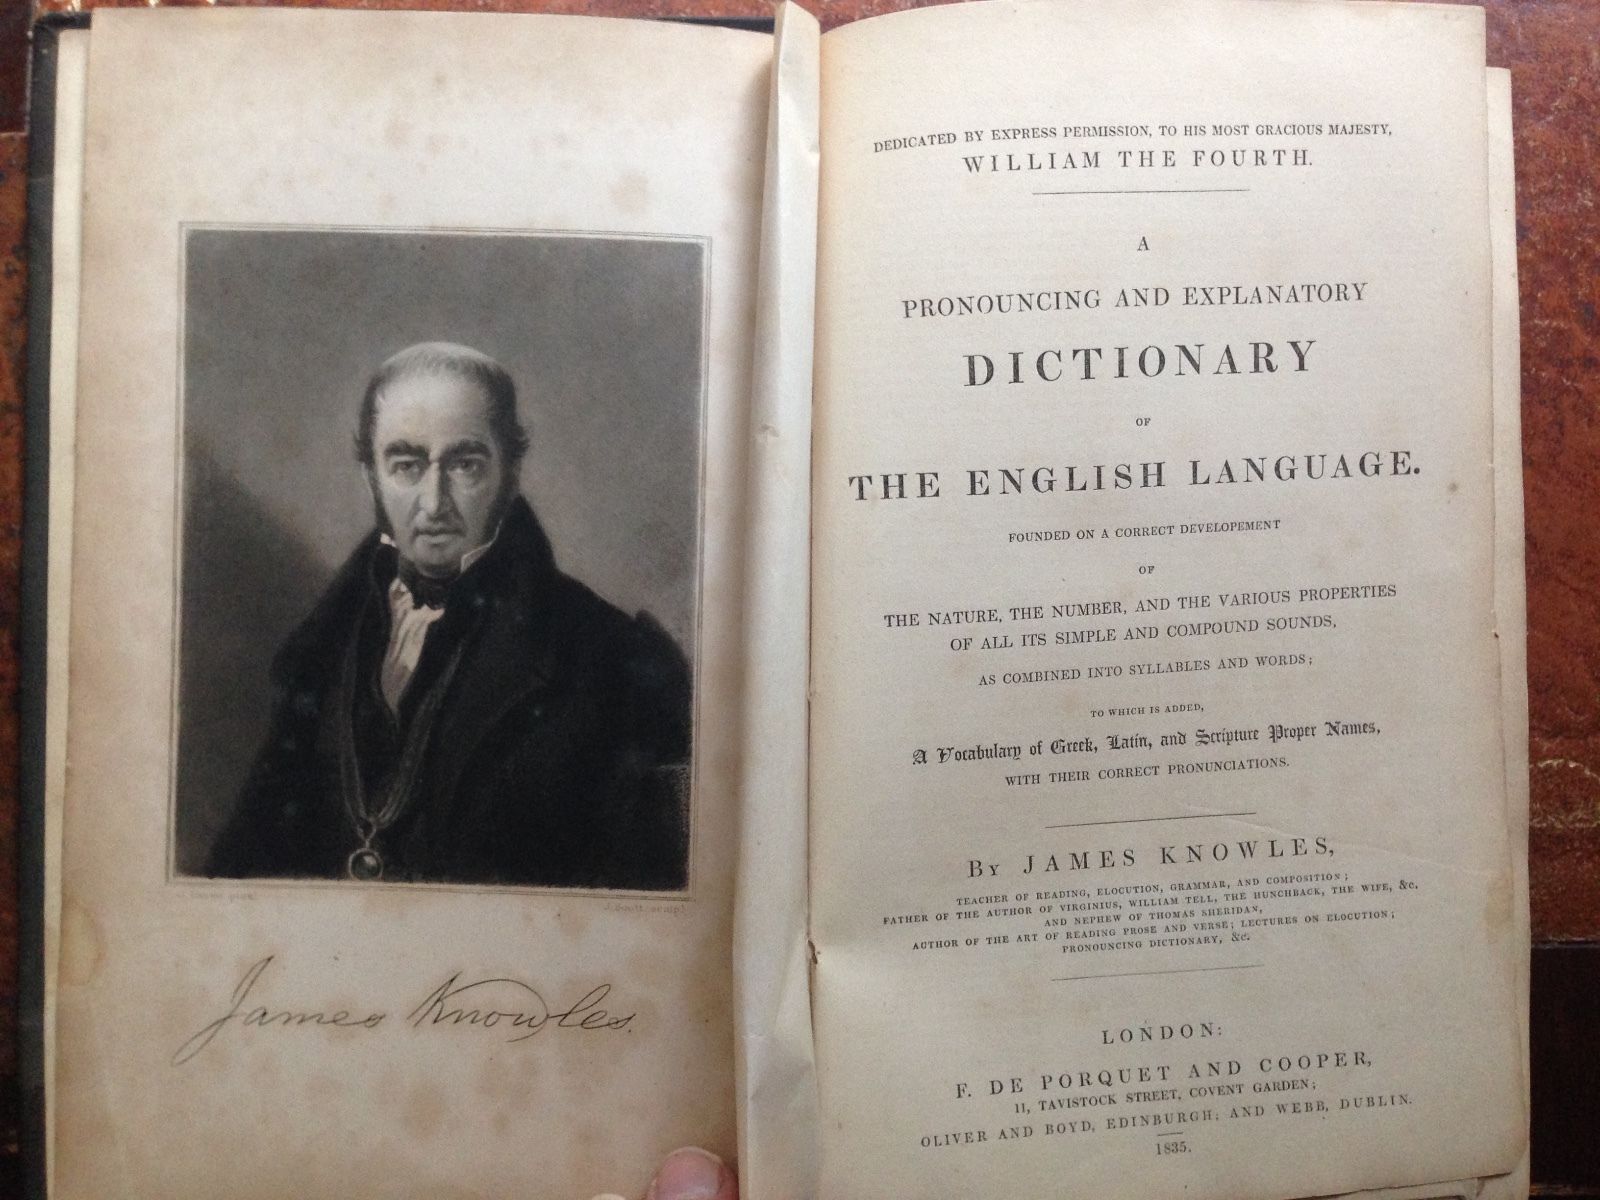 J. Scott, sculpt.
James Knowles.
DEDICATED BY EXPRESS PERMISSION, TO HIS MOST GRACIOUS MAJESTY,
WILLIAM THE FOURTH.
A
PRONOUNCING AND EXPLANATORY
DICTIONARY
OF
THE ENGLISH LANGUAGE.
FOUNDED ON A CORRECT DEVELOPEMENT
OF
THE NATURE, THE NUMBER, AND THE VARIOUS PROPERTIES
OF ALL ITS SIMPLE AND COMPOUND SOUNDS,
AS COMBINED INTO SYLLABLES AND WORDS;
TO WHICH IS ADDED,
A Vocabulary of Greek, Latin, and Scripture Proper Names,
WITH THEIR CORRECT PRONUNCIATIONS.
BY JAMES KNOWLES,
TEACHER OF READING, ELOCUTION, GRAMMAR, AND COMPOSITION;
FATHER OF THE AUTHOR OF VIRGINIUS, WILLIAM TELL, THE HUNCHBACK, THE WIFE, &c.
AND NEPHEW OF THOMAS SHERIDAN,
AUTHOR OF THE ART OF READING PROSE AND VERSE; LECTURES ON ELOCUTION;
PRONOUNCING DICTIONARY, &c.
LONDON:
F. DE PORQUET AND COOPER,
11, TAVISTOCK STREET, COVENT GARDEN;
OLIVER AND BOYD, EDINBURGH; AND WEBB, DUBLIN.
1835.